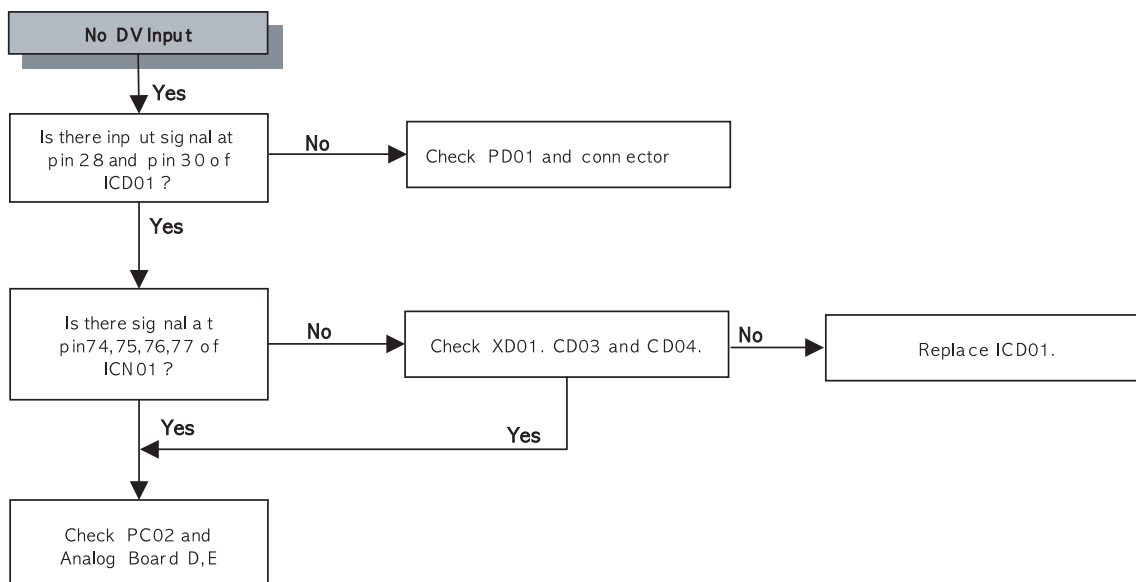 No DV Input
Yes
Is there input signal at
pin 28 and pin 30 of
ICD01 ?
No
Check PD01 and connector
Yes
Is there signal at
pin74,75,76,77 of
ICN01 ?
No
Check XD01. CD03 and CD04.
No
Replace ICD01.
Yes
Yes
Check PC02 and
Analog Board D,E